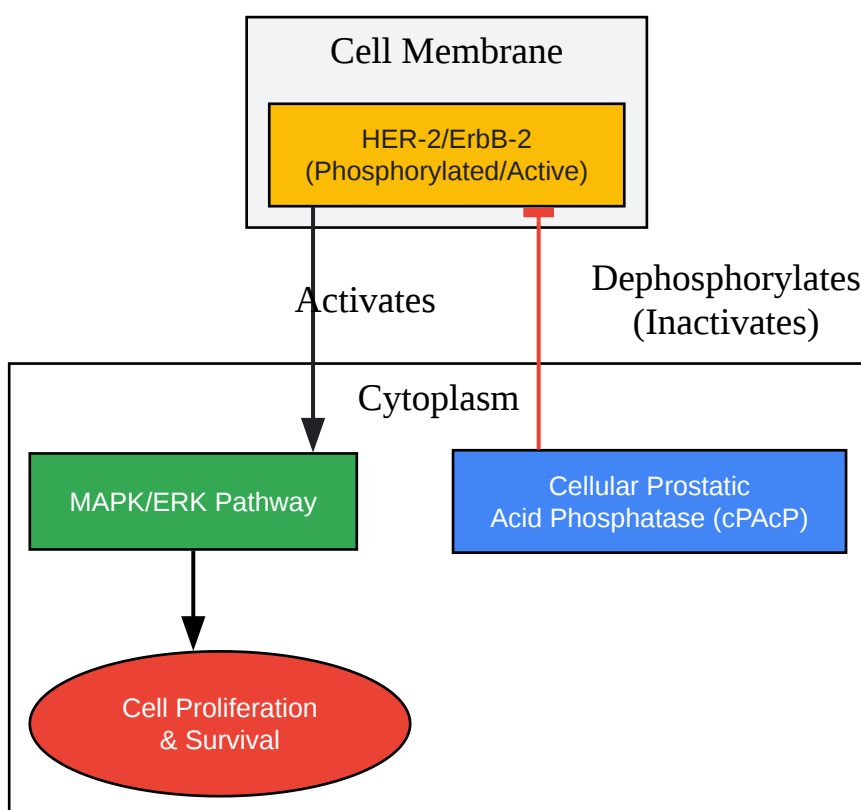 Cell Membrane
HER-2/ErbB-2
(Phosphorylated/Active)
Activates
Dephosphorylates
(Inactivates)
Cytoplasm
MAPK/ERK Pathway
Cellular Prostatic
Acid Phosphatase (cPAcP)
Cell Proliferation
& Survival